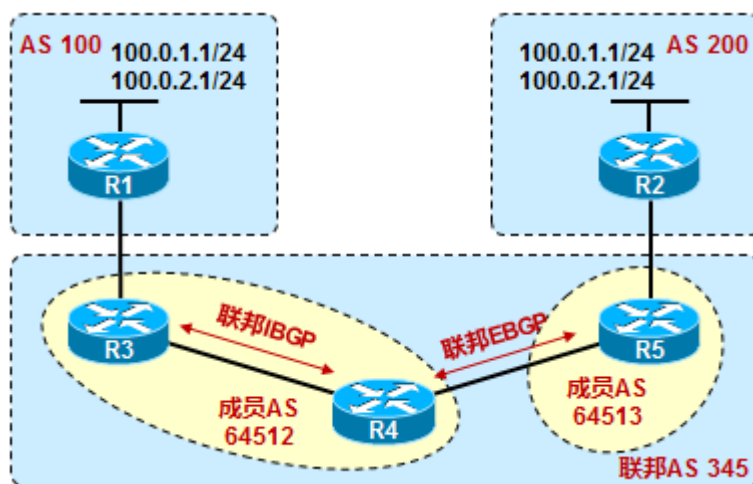 AS 100
100.0.1.1/24
100.0.2.1/24
R1
100.0.1.1/24
AS 200
100.0.2.1/24
R2
R3
联邦IBGP
联邦EBGP
R5
成员AS
64512
R4
成员AS
64513
联邦AS 345